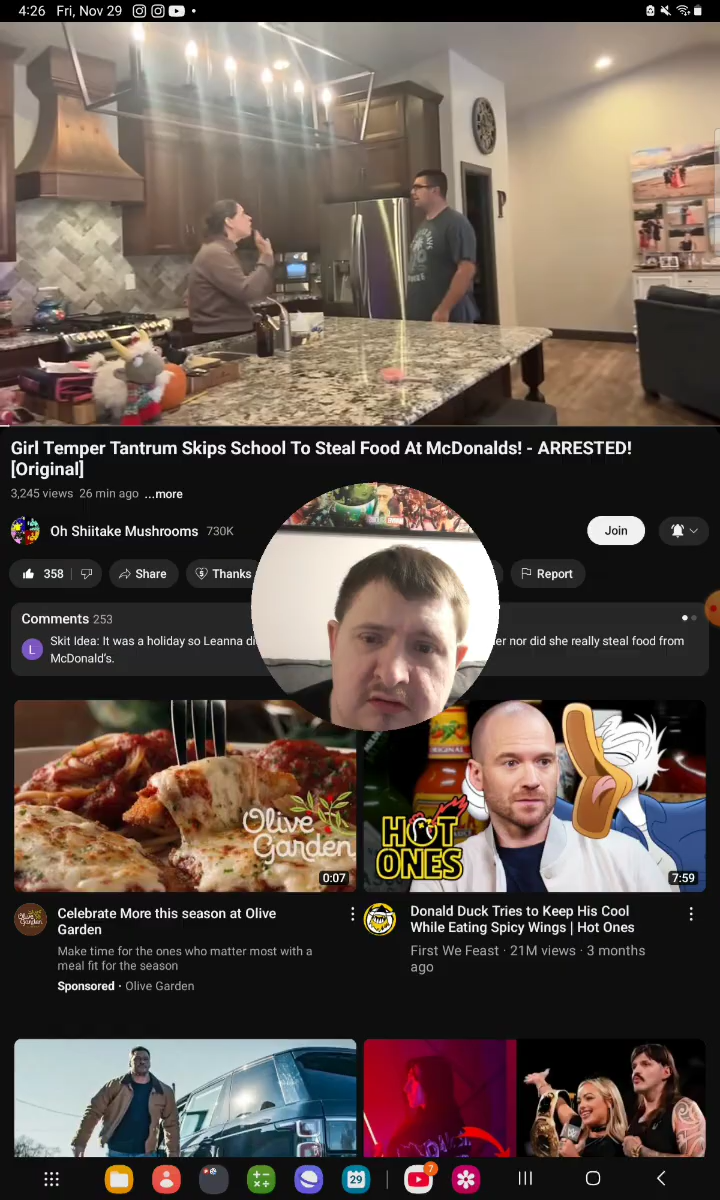 4:26 Fri, Nov 29
P
Girl Temper Tantrum Skips School To Steal Food At McDonalds! - ARRESTED!
[Original]
3,245 views 26 min ago ...more
Oh Shiitake Mushrooms 730K
Join
358 Share Thanks Report
Comments 253
L
Skit Idea: It was a holiday so Leanna di er nor did she really steal food from
McDonald's.
Olive
Garden
0:07
ORIGINAL
HOT
ONES
7:59
Celebrate More this season at Olive
Garden
Make time for the ones who matter most with a
meal fit for the season
Sponsored · Olive Garden
Donald Duck Tries to Keep His Cool
While Eating Spicy Wings | Hot Ones
First We Feast · 21M views · 3 months
ago
29
7